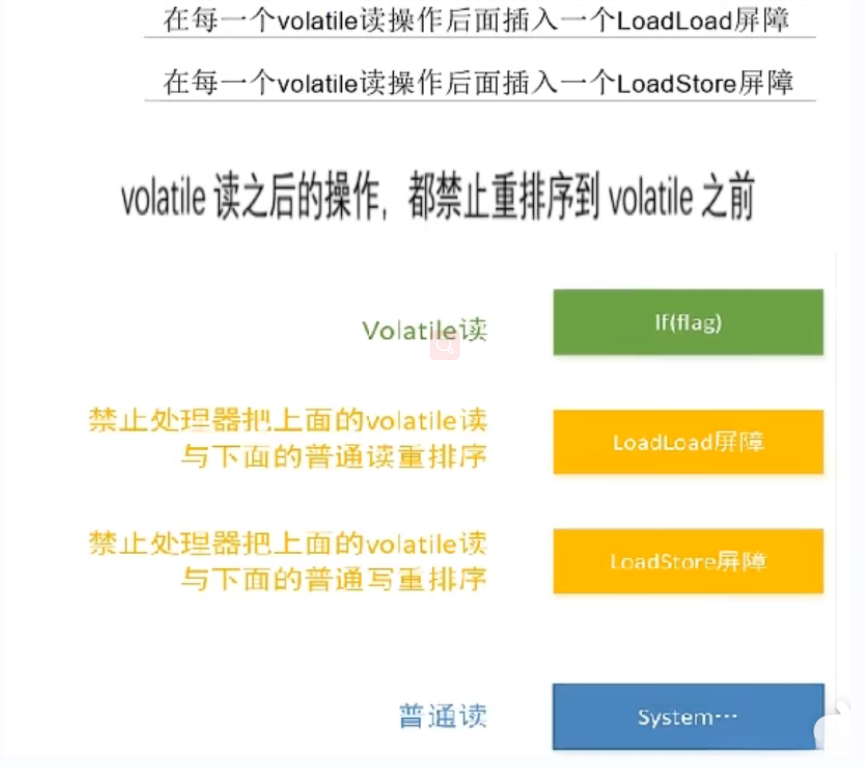 在每一个volatile读操作后面插入一个LoadLoad屏障
在每一个volatile读操作后面插入一个LoadStore屏障
volatile 读之后的操作，都禁止重排序到 volatile 之前
Volatile读
If(flag)
禁止处理器把上面的volatile读
与下面的普通读重排序
LoadLoad屏障
禁止处理器把上面的volatile读
与下面的普通写重排序
LoadStore屏障
普通读
System…